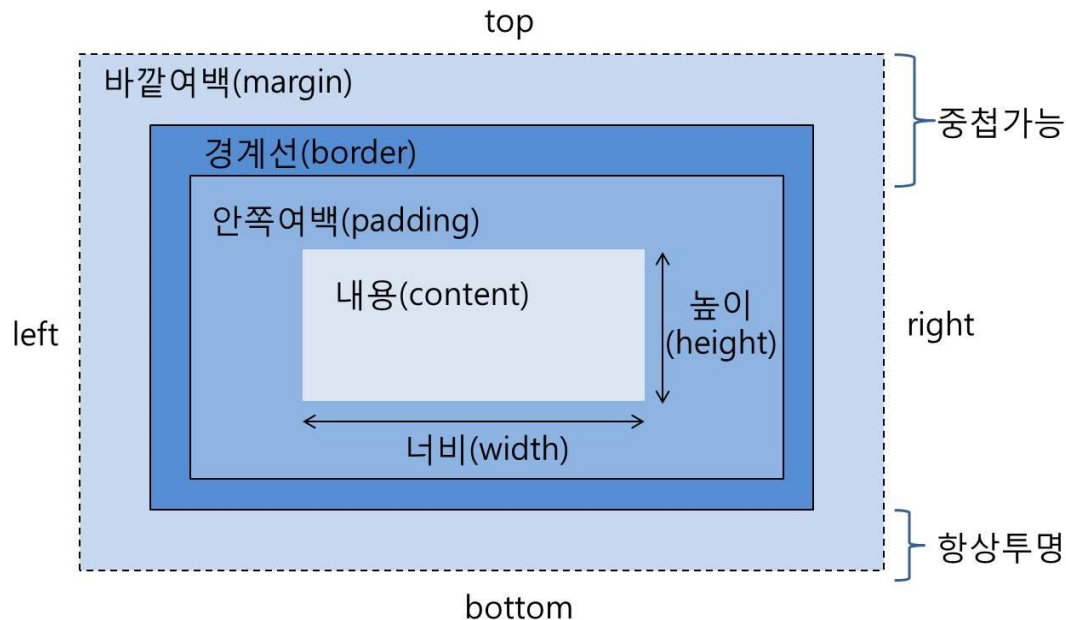 top
바깥여백(margin)
중첩가능
경계선(border)
안쪽여백(padding)
내용(content)
높이
(height)
left
right
너비(width)
항상투명
bottom